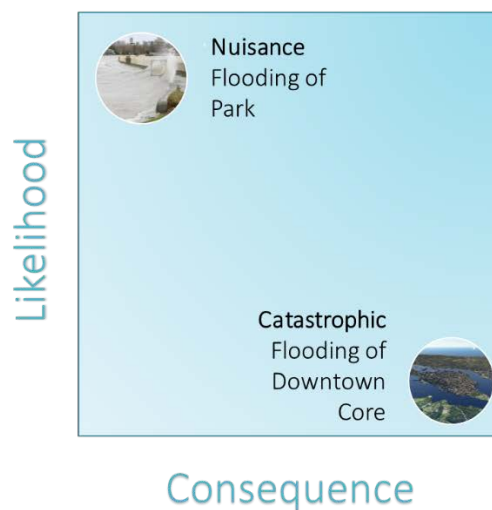 Nuisance
Flooding of
Park
Likelihood
Catastrophic
Flooding of
Downtown
Core
Consequence